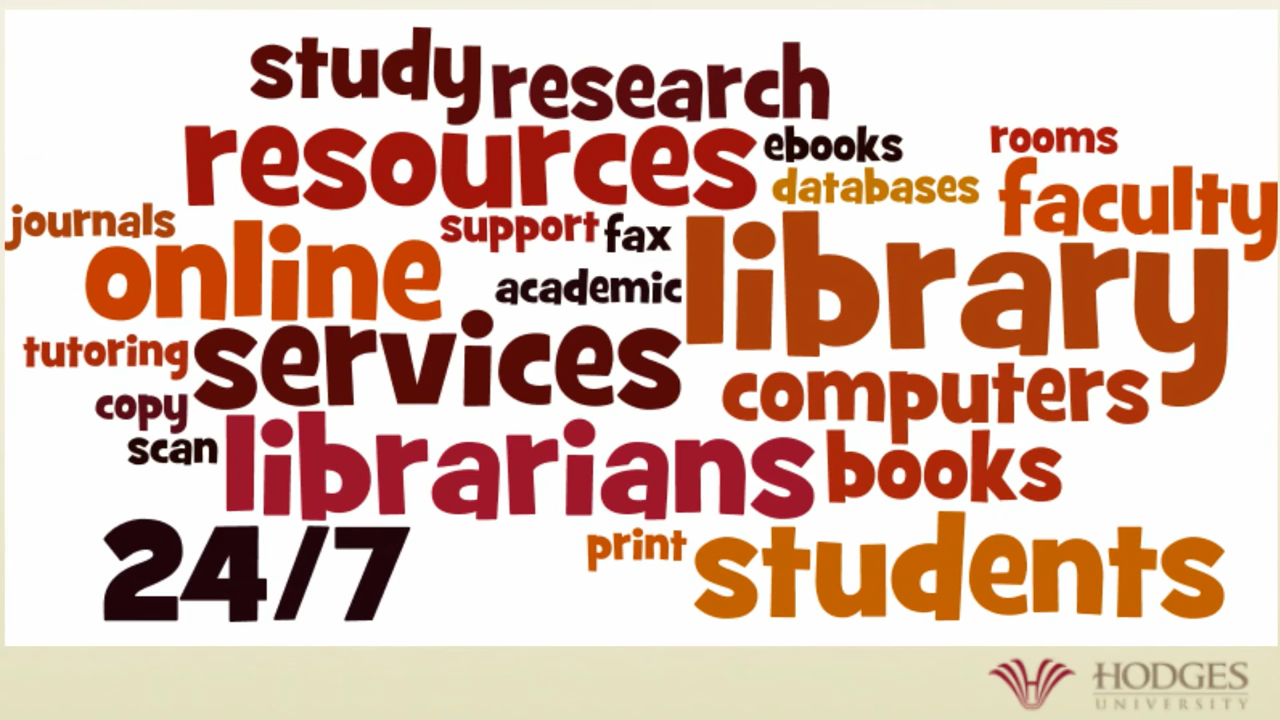 study research
resources ebooks rooms
databases faculty
journals support fax
online academic library
tutoring services computers
copy
scan librarians books
24/7 print students
HODGES
UNIVERSITY